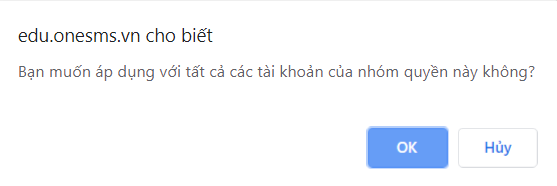 edu.onesms.vn cho biết
Bạn muốn áp dụng với tất cả các tài khoản của nhóm quyền này không?
OK Hủy